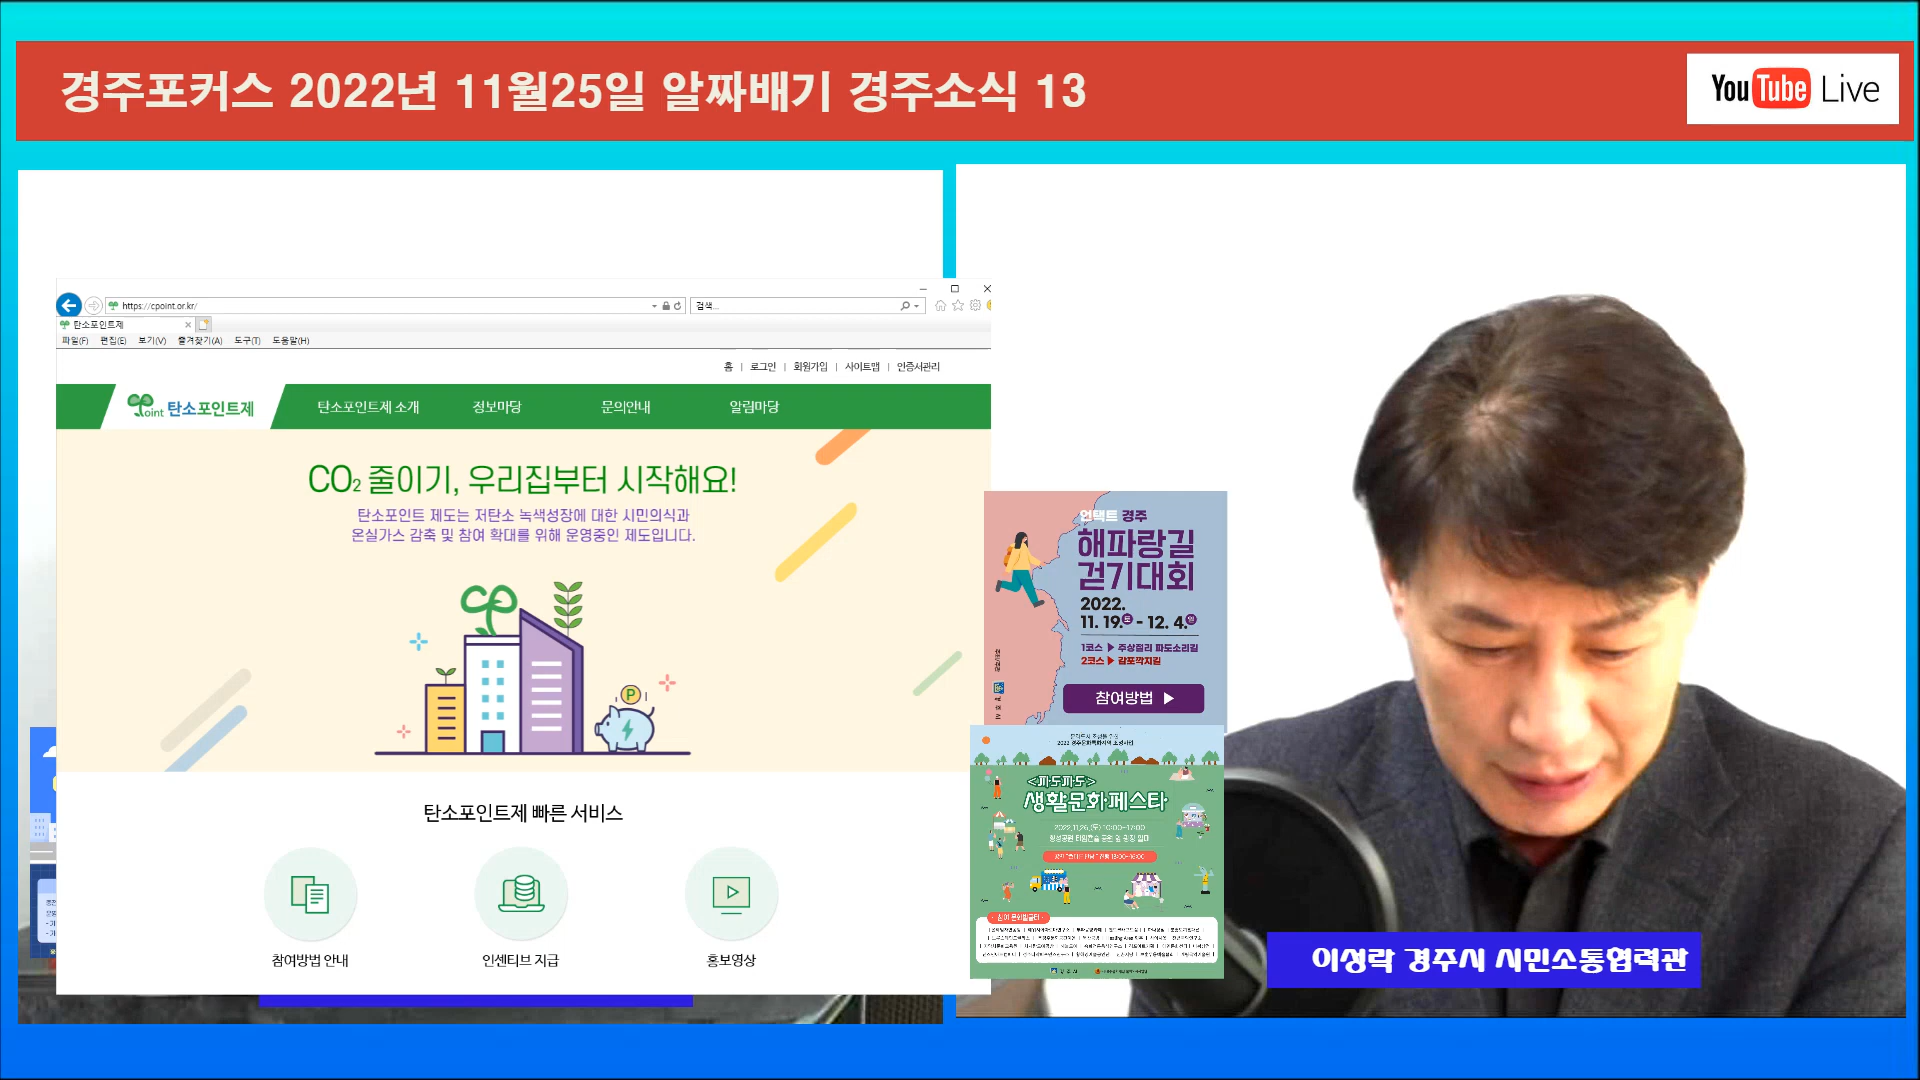 경주포커스 2022년 11월25일 알짜배기 경주소식 13
YouTube Live
https://cpoint.or.kr/
검색...
탄소포인트제
파일(F) 편집(E) 보기(V) 즐겨찾기(A) 도구(T) 도움말(H)
홈 | 로그인 | 회원가입 | 사이트맵 | 인증서관리
Point 탄소포인트제
탄소포인트제 소개 정보마당 문의안내 알림마당
CO2 줄이기, 우리집부터 시작해요!
탄소포인트 제도는 저탄소 녹색성장에 대한 시민의식과
온실가스 감축 및 참여 확대를 위해 운영중인 제도입니다.
P
탄소포인트제 빠른 서비스
참여방법 안내
인센티브 지급
홍보영상
언택트 경주
해파랑길
걷기대회
2022.
11. 19.토 - 12. 4.일
1코스 ▶ 주상절리 파도소리길
2코스 ▶ 감포깍지길
참여방법 ▶
<파도파도>
생활문화페스타
2022.11.26.(토) 10:00~17:00
이성락 경주시 시민소통협력관